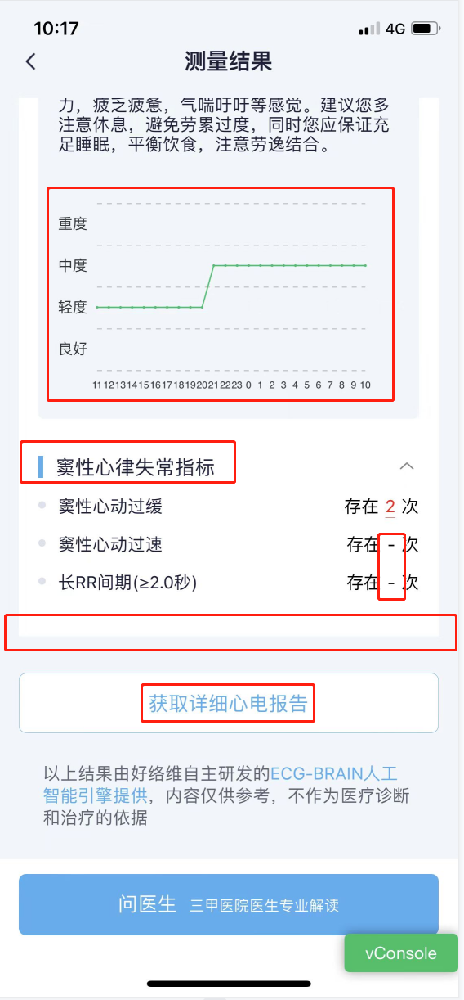 10:17
4G
测量结果
力，疲乏疲惫，气喘吁吁等感觉。建议您多
注意休息，避免劳累过度，同时您应保证充
足睡眠，平衡饮食，注意劳逸结合。
重度
中度
轻度
良好
11 12 13 14 15 16 17 18 19 20 21 22 23 0 1 2 3 4 5 6 7 8 9 10
窦性心律失常指标
窦性心动过缓 存在 2 次
窦性心动过速 存在 - 次
长RR间期(≥2.0秒) 存在 - 次
获取详细心电报告
以上结果由好络维自主研发的ECG-BRAIN人工
智能引擎提供，内容仅供参考，不作为医疗诊断
和治疗的依据
问医生 三甲医院医生专业解读
vConsole